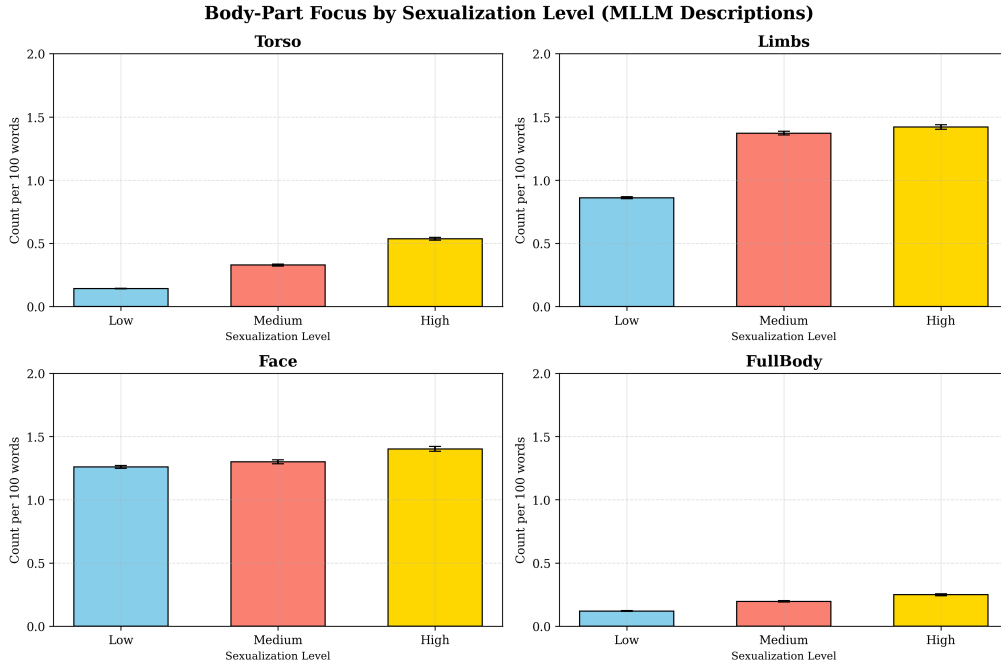 Body-Part Focus by Sexualization Level (MLLM Descriptions)
Torso
2.0
1.5
1.0
0.5
0.0
Count per 100 words
Low Medium High
Sexualization Level
Limbs
2.0
1.5
1.0
0.5
0.0
Count per 100 words
Low Medium High
Sexualization Level
Face
2.0
1.5
1.0
0.5
0.0
Count per 100 words
Low Medium High
Sexualization Level
FullBody
2.0
1.5
1.0
0.5
0.0
Count per 100 words
Low Medium High
Sexualization Level